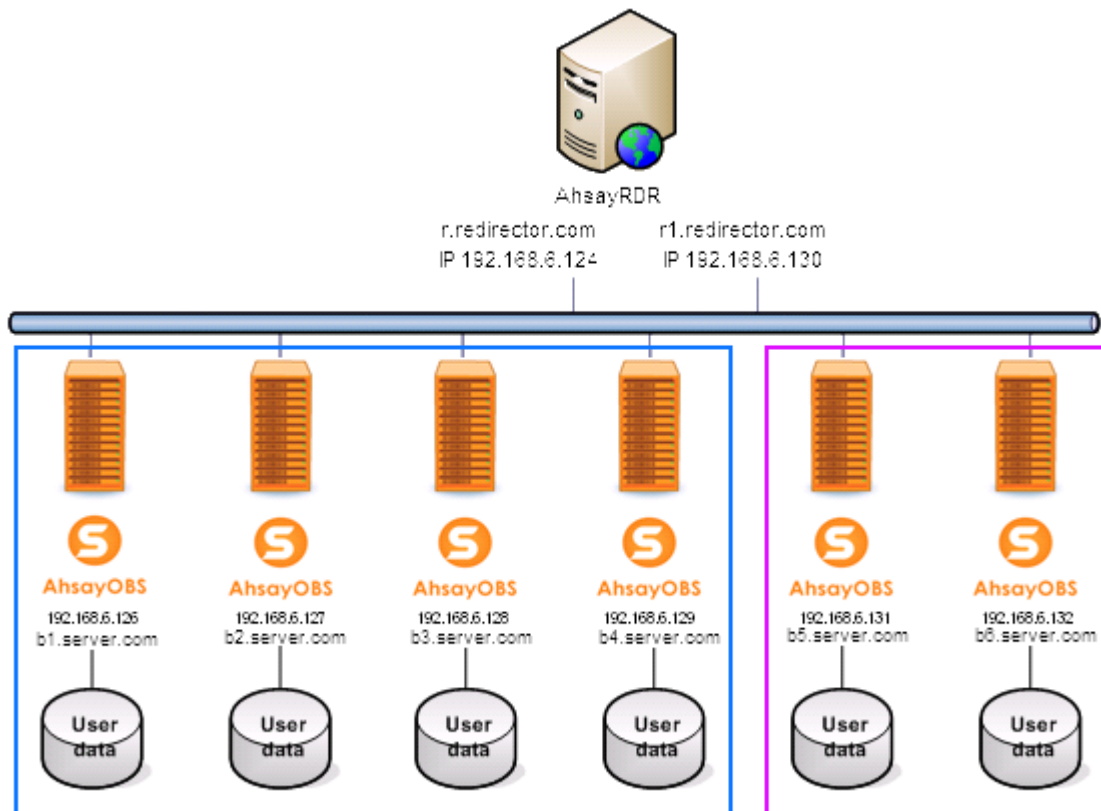 AhsayRDR
r.redirector.com
IP 192.168.6.124
r1.redirector.com
IP 192.168.6.130
S
AhsayOBS
192.168.6.126
b1.server.com
User
data
S
AhsayOBS
192.168.6.127
b2.server.com
User
data
S
AhsayOBS
192.168.6.128
b3.server.com
User
data
S
AhsayOBS
192.168.6.129
b4.server.com
User
data
S
AhsayOBS
192.168.6.131
b5.server.com
User
data
S
AhsayOBS
192.168.6.132
b6.server.com
User
data